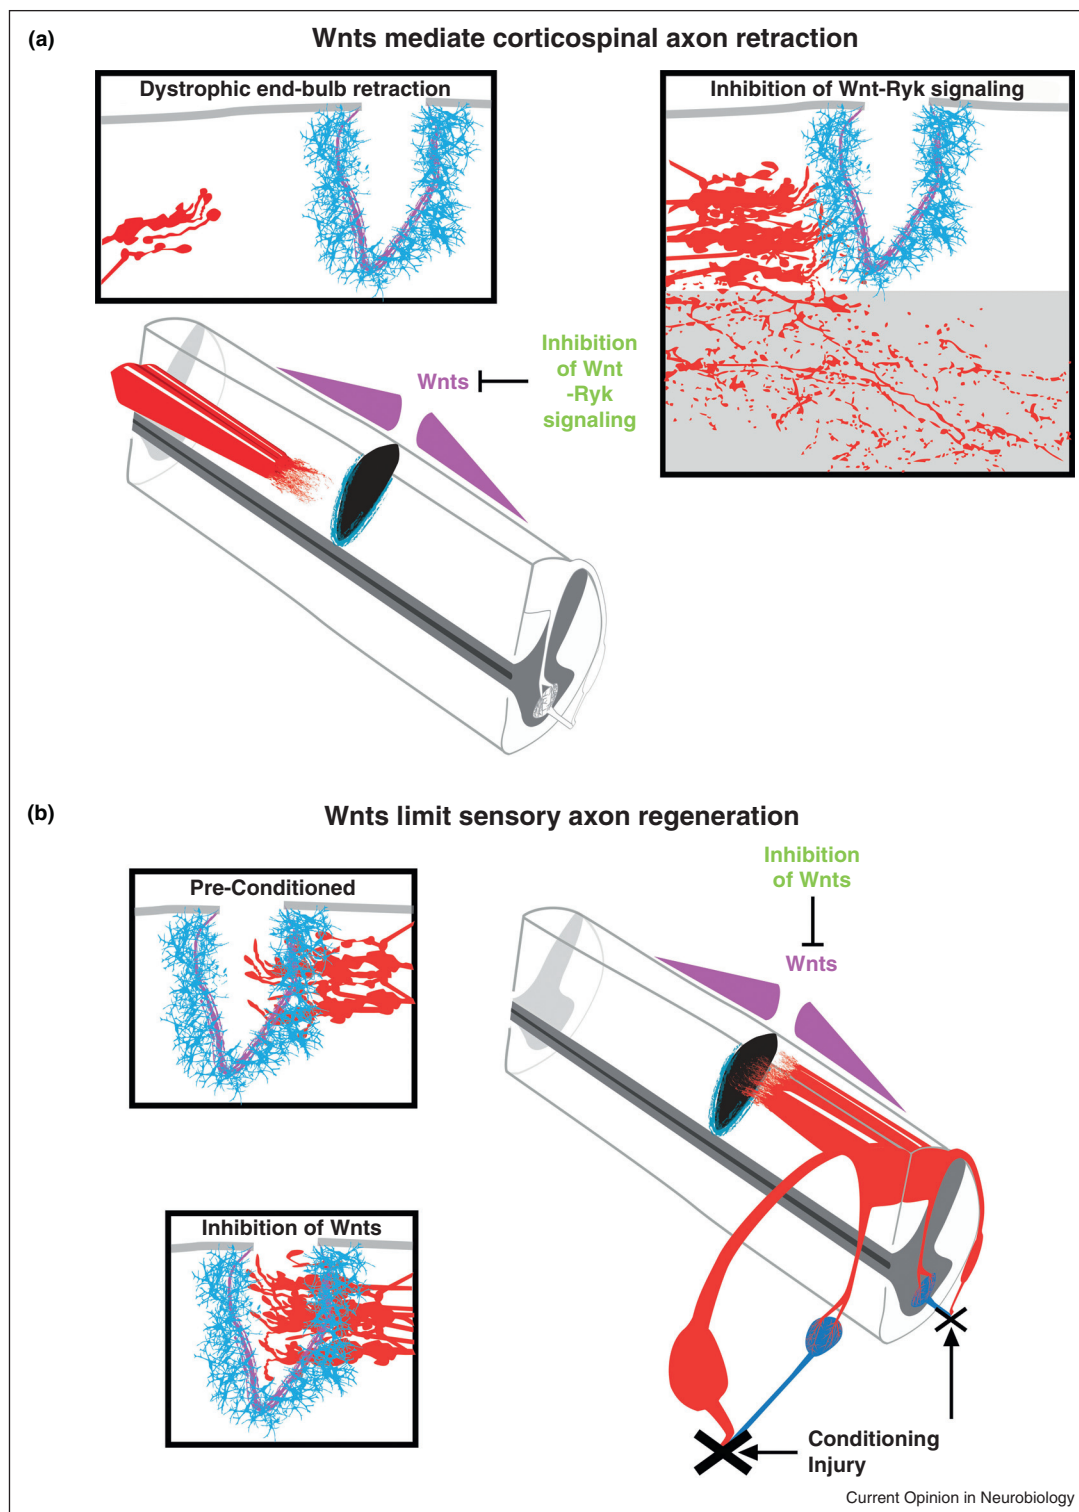 (a)
Wnts mediate corticospinal axon retraction
Dystrophic end-bulb retraction
Inhibition of Wnt-Ryk signaling
Inhibition
of Wnt
-Ryk
signaling
Wnts
(b)
Wnts limit sensory axon regeneration
Pre-Conditioned
Inhibition
of Wnts
Wnts
Inhibition of Wnts
Conditioning
Injury
Current Opinion in Neurobiology